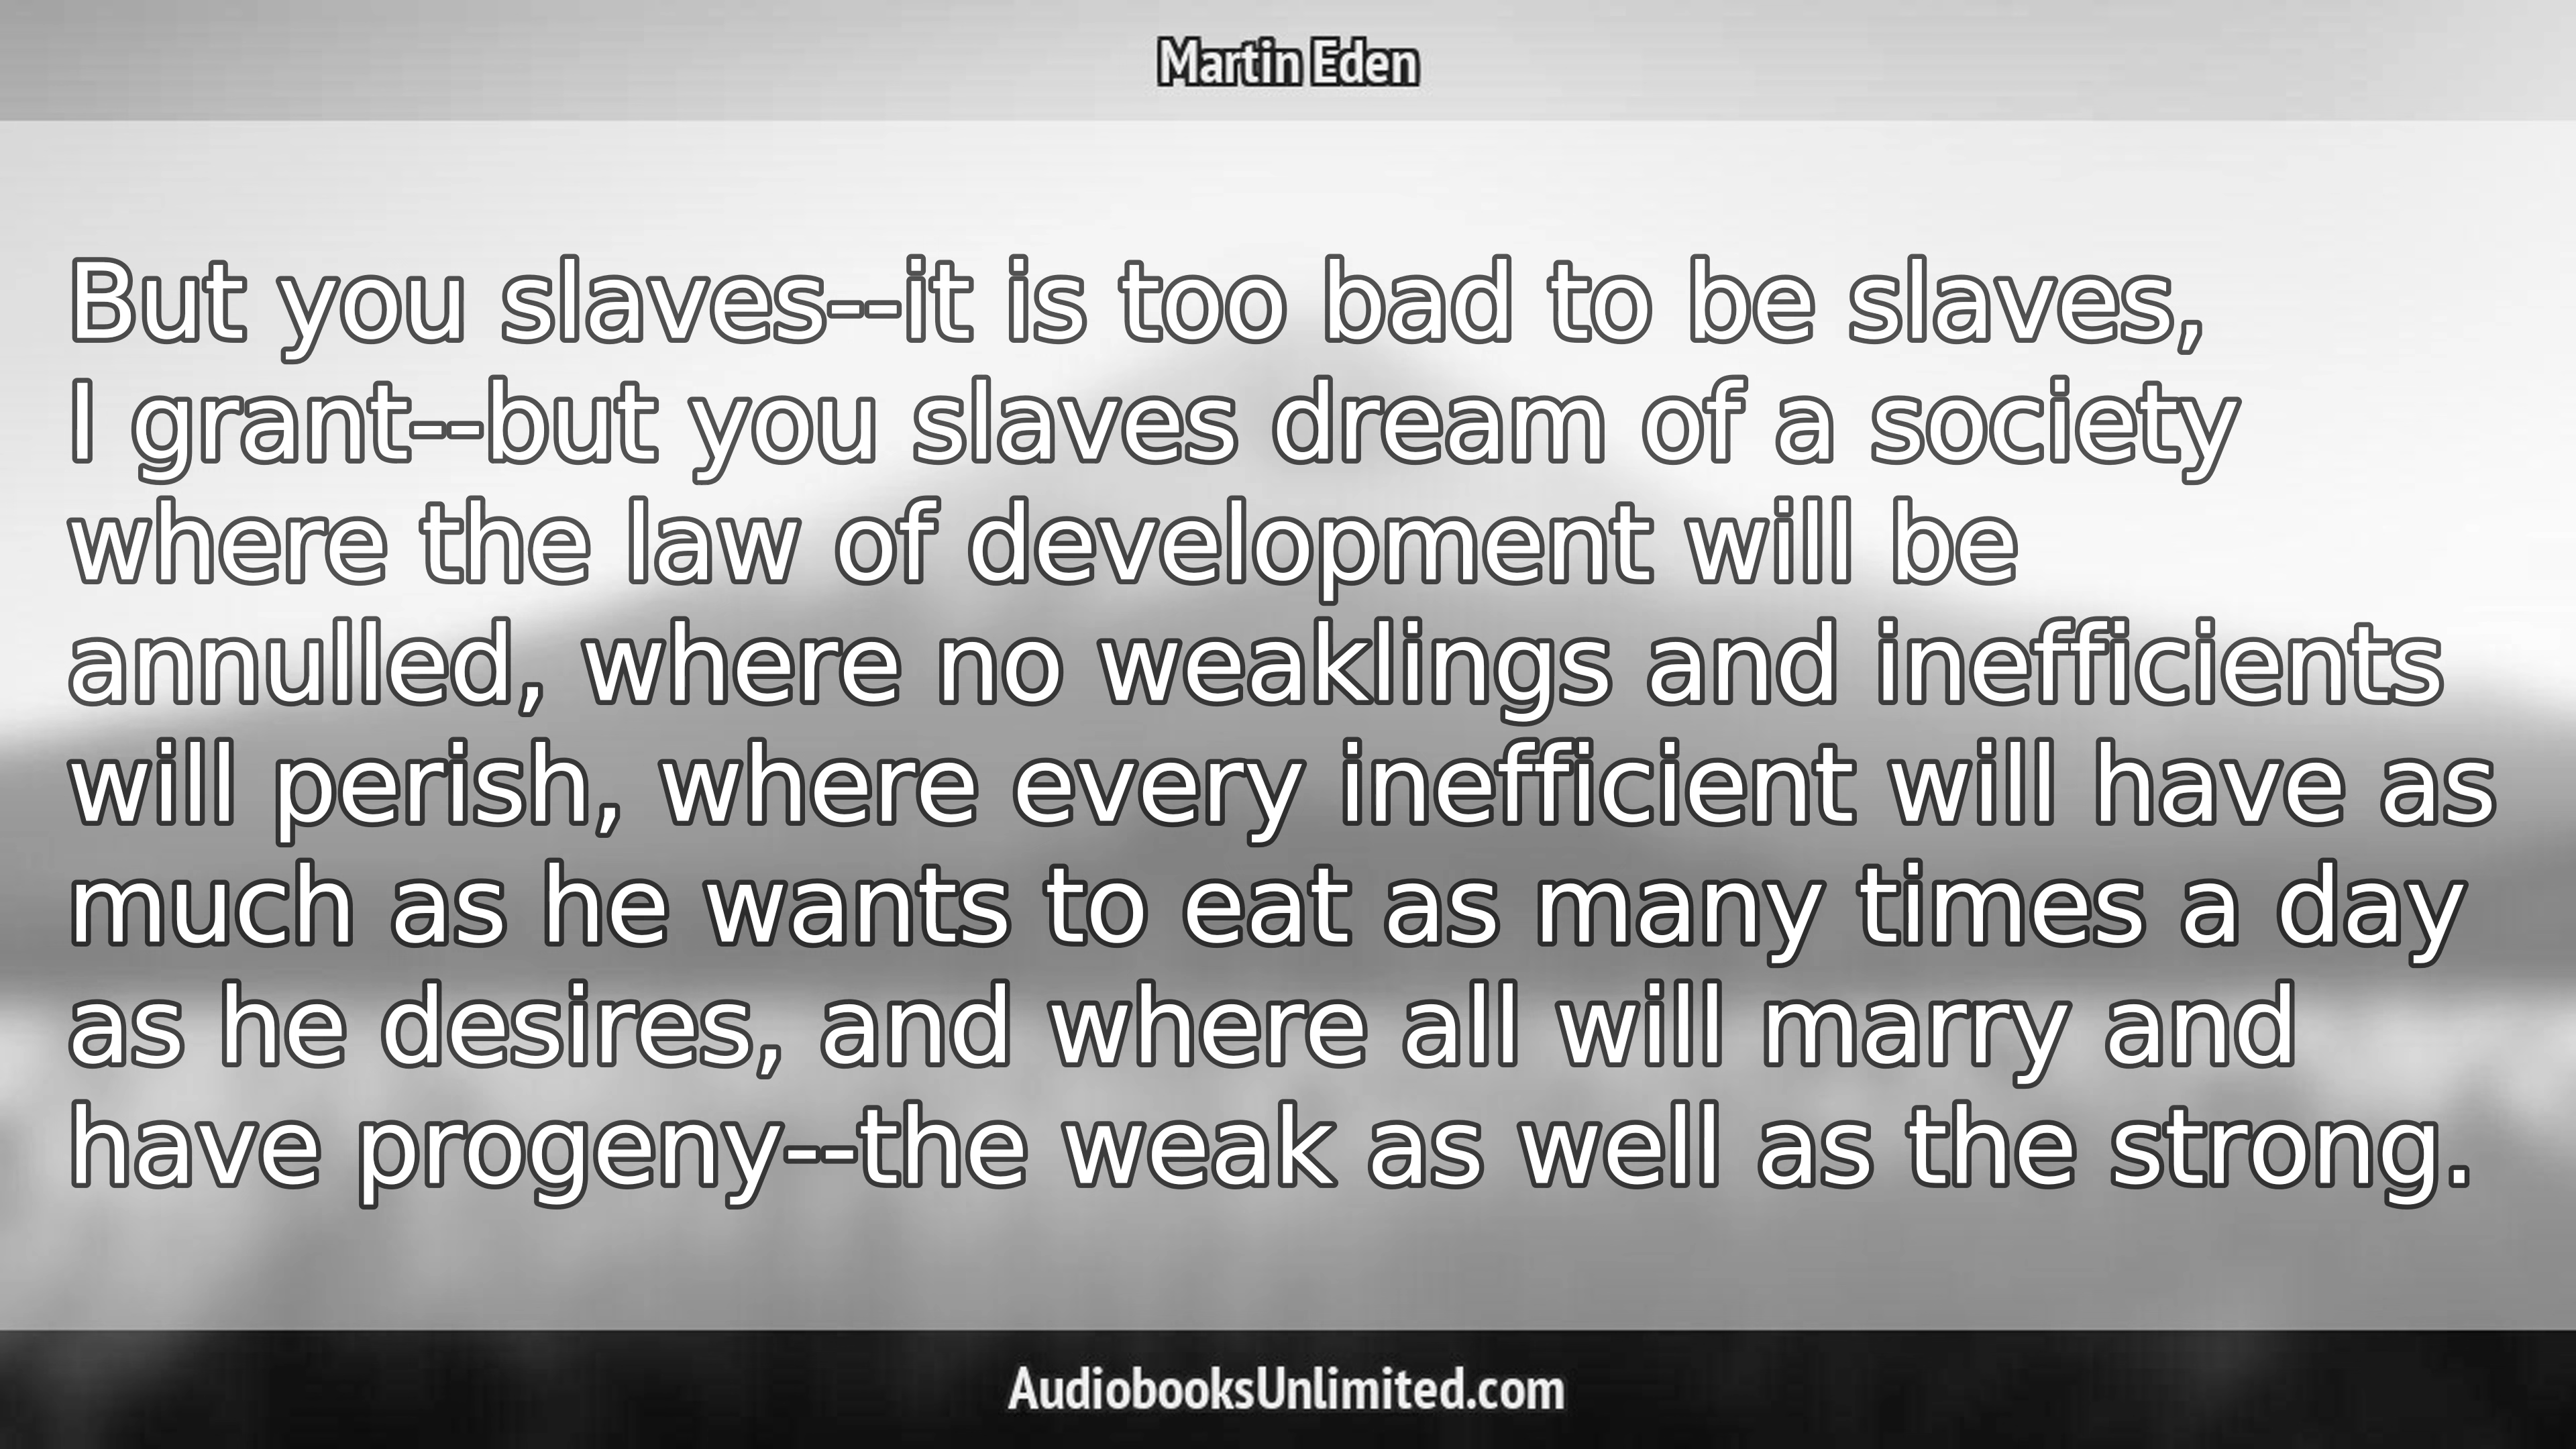 Martin Eden
But you slaves--it is too bad to be slaves,
I grant--but you slaves dream of a society
where the law of development will be
annulled, where no weaklings and inefficients
will perish, where every inefficient will have as
much as he wants to eat as many times a day
as he desires, and where all will marry and
have progeny--the weak as well as the strong.
AudiobooksUnlimited.com